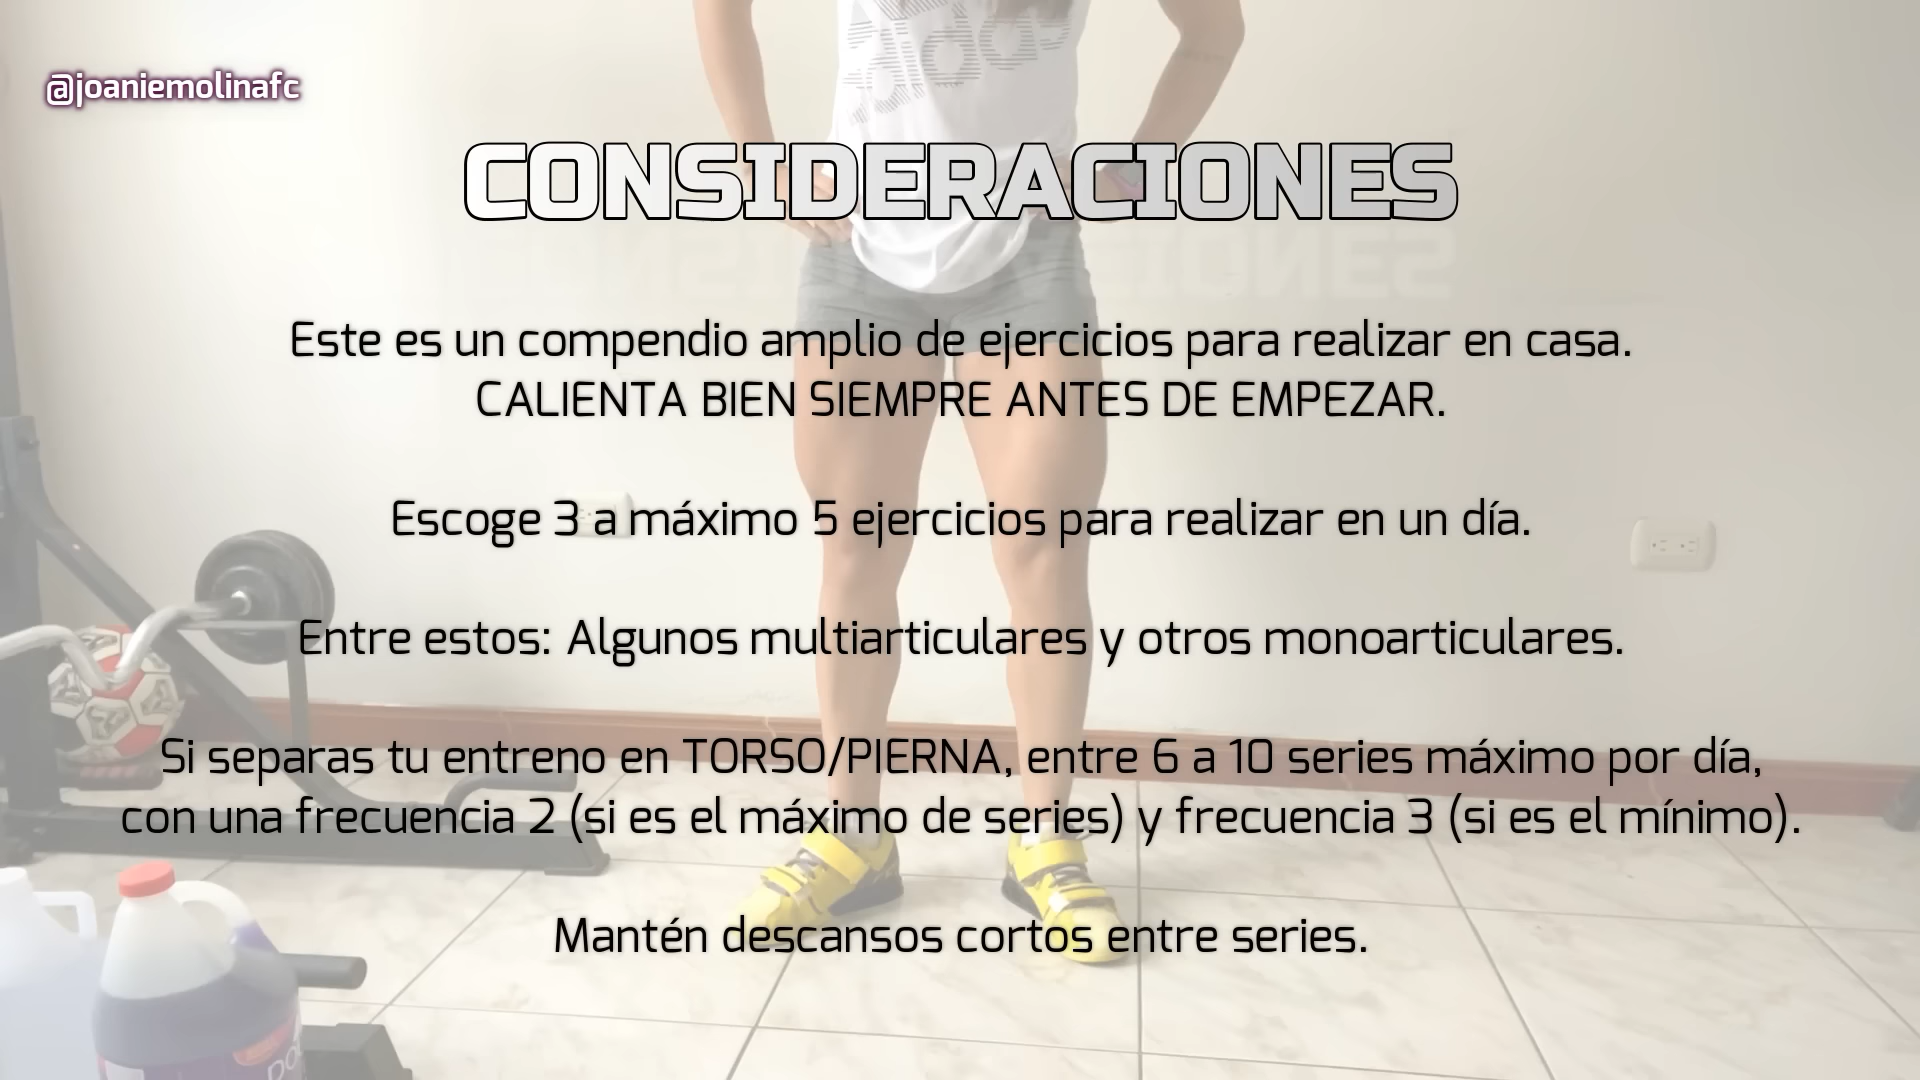 @joaniemolinafc
adidas
CONSIDERACIONES
Este es un compendio amplio de ejercicios para realizar en casa.
CALIENTA BIEN SIEMPRE ANTES DE EMPEZAR.
Escoge 3 a máximo 5 ejercicios para realizar en un día.
Entre estos: Algunos multiarticulares y otros monoarticulares.
Si separas tu entreno en TORSO/PIERNA, entre 6 a 10 series máximo por día,
con una frecuencia 2 (si es el máximo de series) y frecuencia 3 (si es el mínimo).
Mantén descansos cortos entre series.